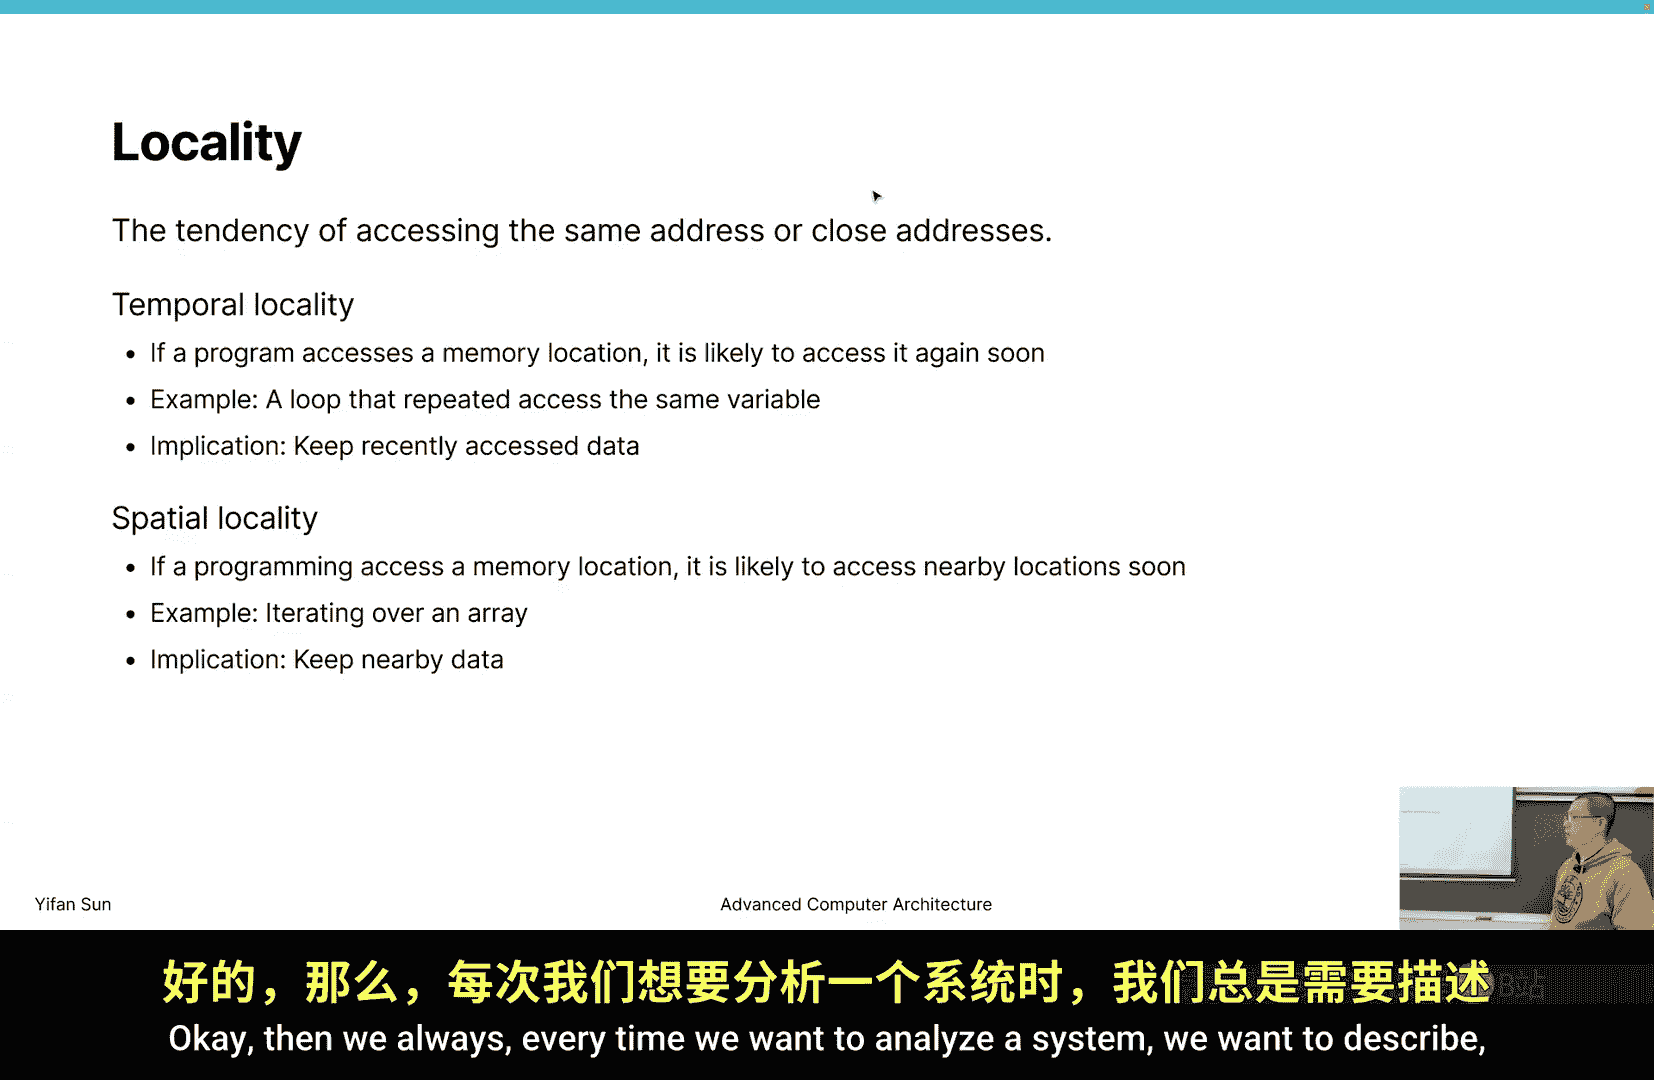 Locality
The tendency of accessing the same address or close addresses.
Temporal locality
• If a program accesses a memory location, it is likely to access it again soon
• Example: A loop that repeated access the same variable
• Implication: Keep recently accessed data
Spatial locality
• If a programming access a memory location, it is likely to access nearby locations soon
• Example: Iterating over an array
• Implication: Keep nearby data
Yifan Sun
Advanced Computer Architecture
好的，那么，每次我们想要分析一个系统时，我们总是需要描述
B站
Okay, then we always, every time we want to analyze a system, we want to describe,